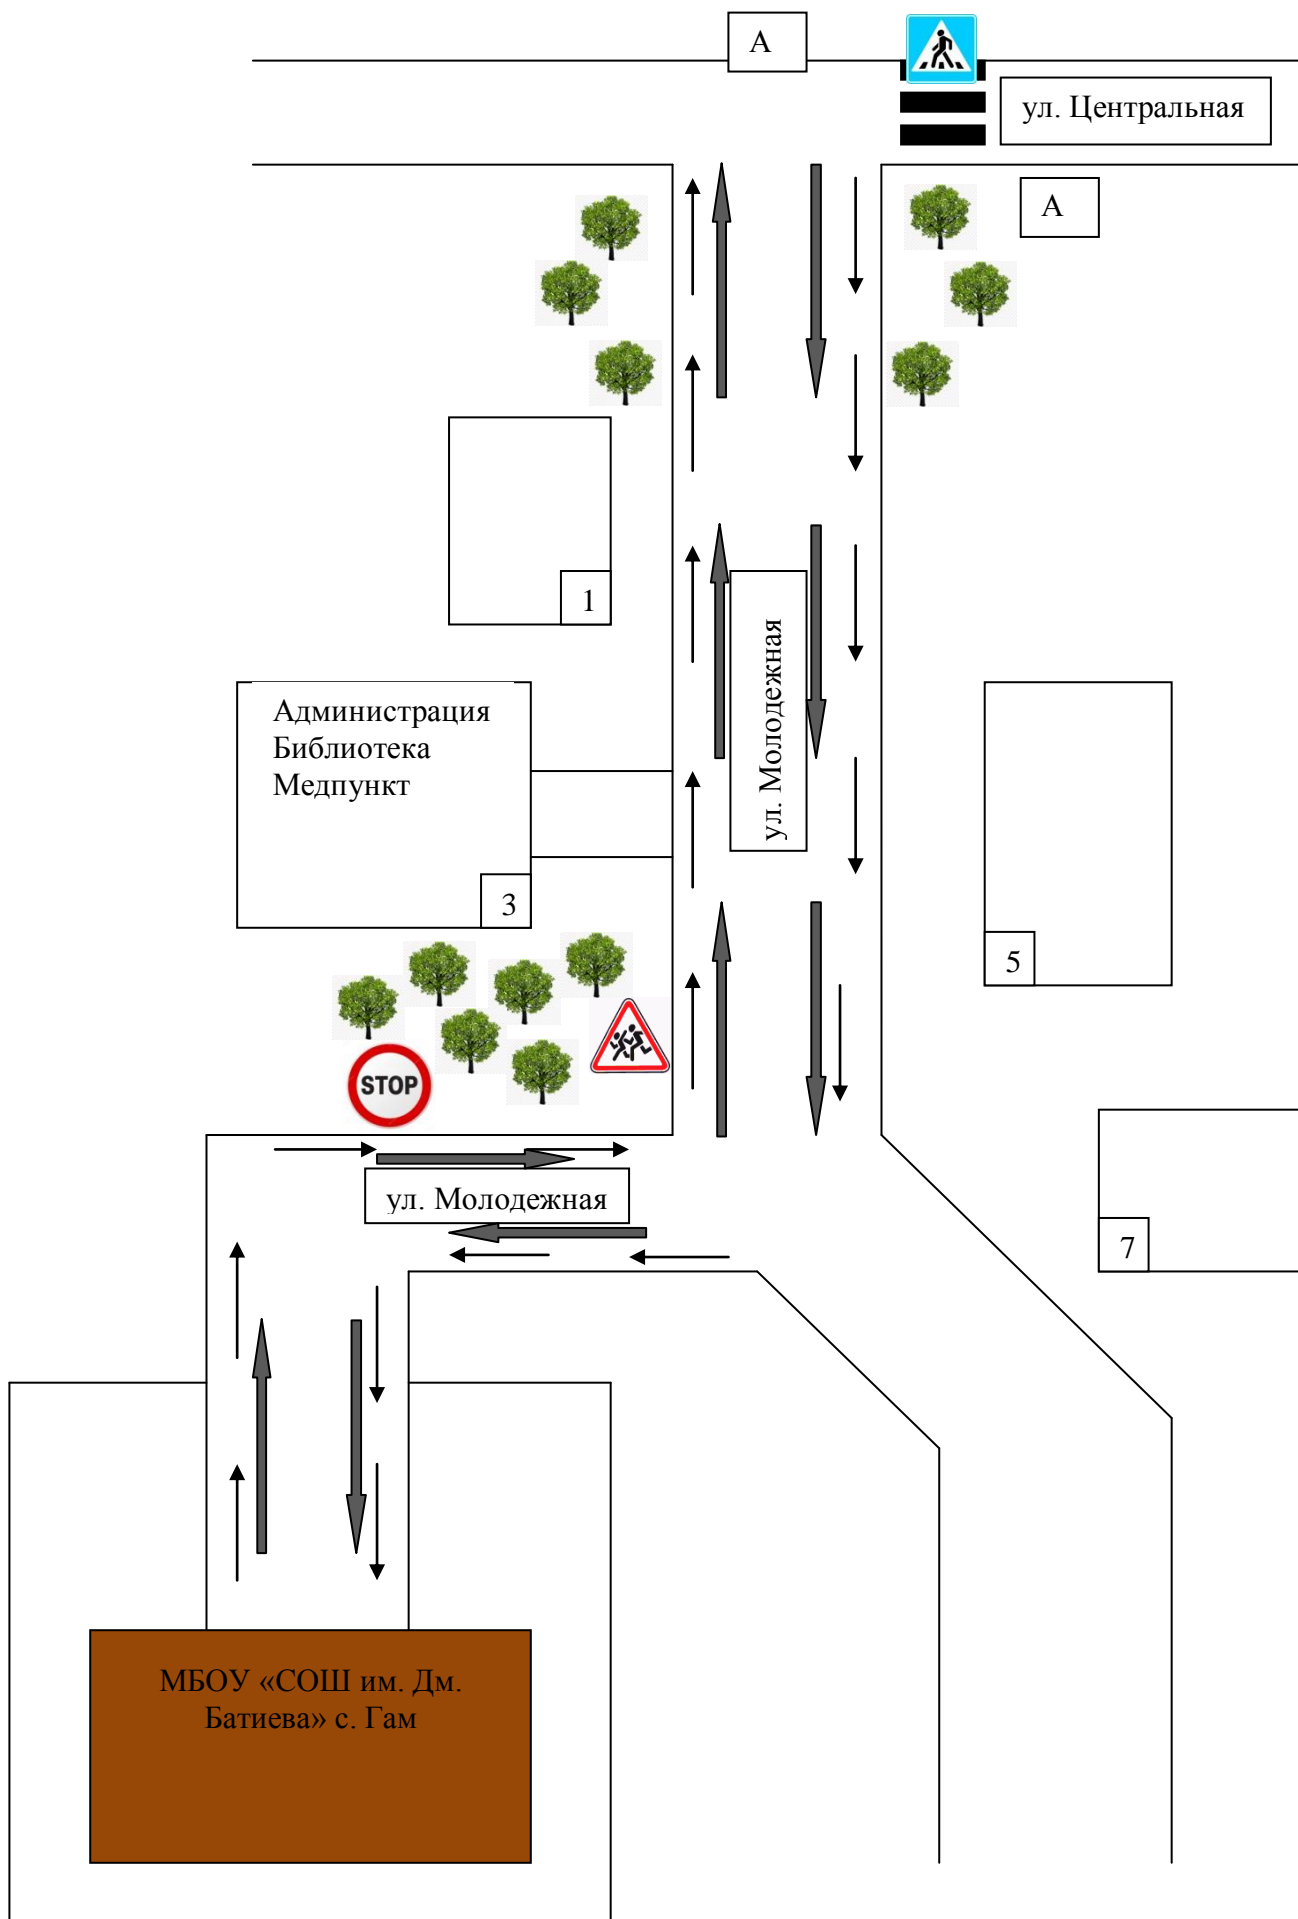 А
ул. Центральная
А
1
ул. Молодежная
Администрация
Библиотека
Медпункт
3
5
STOP
ул. Молодежная
7
МБОУ «СОШ им. Дм.
Батиева» с. Гам